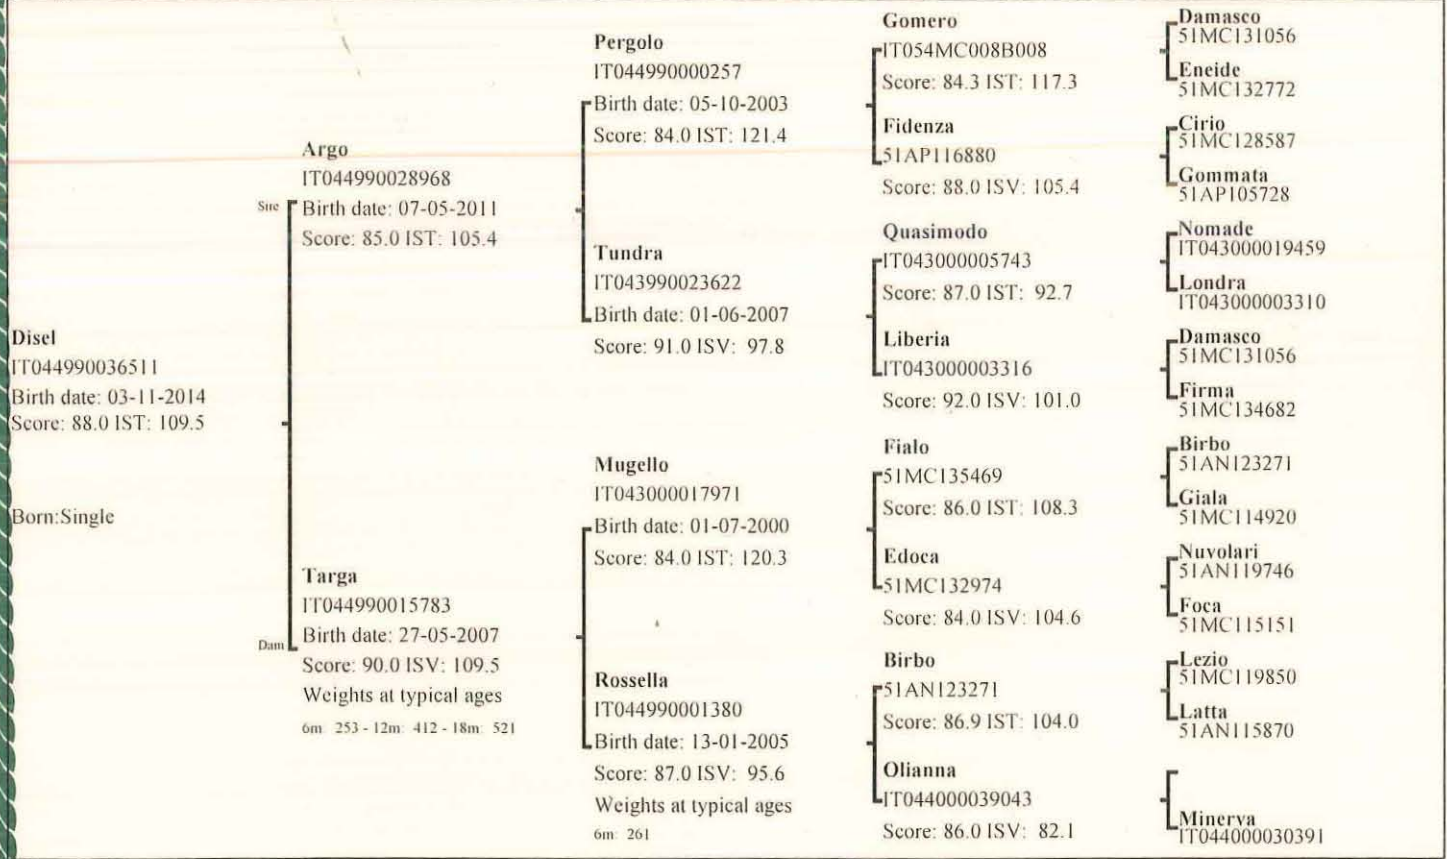 Disel
IT044990036511
Birth date: 03-11-2014
Score: 88.0 IST: 109.5
Born:Single
Sire
Argo
IT044990028968
Birth date: 07-05-2011
Score: 85.0 IST: 105.4
Dam
Targa
IT044990015783
Birth date: 27-05-2007
Score: 90.0 ISV: 109.5
Weights at typical ages
6m: 253 - 12m: 412 - 18m: 521
Pergolo
IT044990000257
Birth date: 05-10-2003
Score: 84.0 IST: 121.4
Tundra
IT043990023622
Birth date: 01-06-2007
Score: 91.0 ISV: 97.8
Mugello
IT043000017971
Birth date: 01-07-2000
Score: 84.0 IST: 120.3
Rossella
IT044990001380
Birth date: 13-01-2005
Score: 87.0 ISV: 95.6
Weights at typical ages
6m: 261
Gomero
IT054MC008B008
Score: 84.3 IST: 117.3
Fidenza
51AP116880
Score: 88.0 ISV: 105.4
Quasimodo
IT043000005743
Score: 87.0 IST: 92.7
Liberia
IT043000003316
Score: 92.0 ISV: 101.0
Fialo
51MC135469
Score: 86.0 IST: 108.3
Edoca
51MC132974
Score: 84.0 ISV: 104.6
Birbo
51AN123271
Score: 86.9 IST: 104.0
Olianna
IT044000039043
Score: 86.0 ISV: 82.1
Damasco
51MC131056
Eneide
51MC132772
Cirio
51MC128587
Gommata
51AP105728
Nomade
IT043000019459
Londra
IT043000003310
Damasco
51MC131056
Firma
51MC134682
Birbo
51AN123271
Giala
51MC114920
Nuvolari
51AN119746
Foca
51MC115151
Lezio
51MC119850
Latta
51AN115870
Minerva
IT044000030391